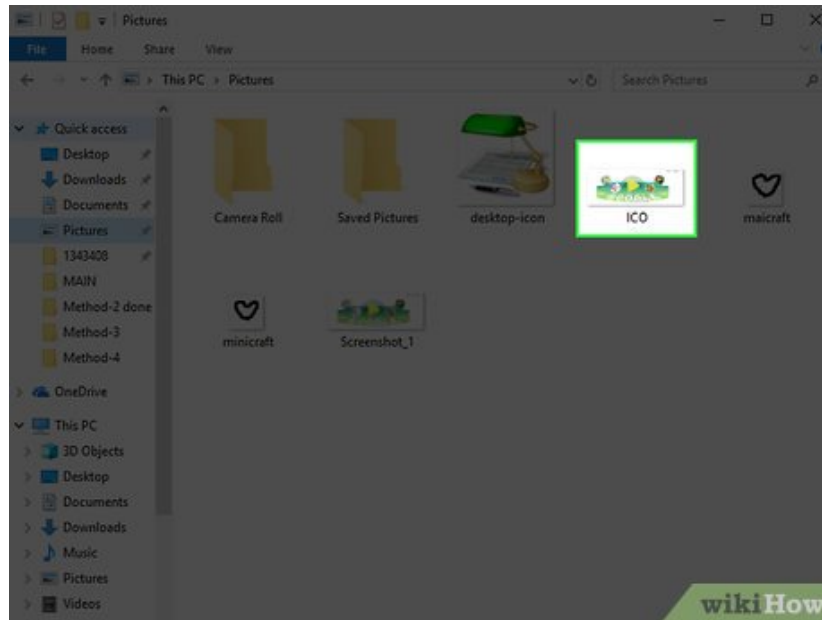 Pictures
File Home Share View
This PC Pictures Search Pictures
Quick access
Desktop
Downloads
Documents
Pictures
1343408
MAIN
Method-2 done
Method-3
Method-4
OneDrive
This PC
3D Objects
Desktop
Documents
Downloads
Music
Pictures
Videos
Camera Roll Saved Pictures desktop-icon ICO maicraft
minicraft Screenshot_1
wikiHow